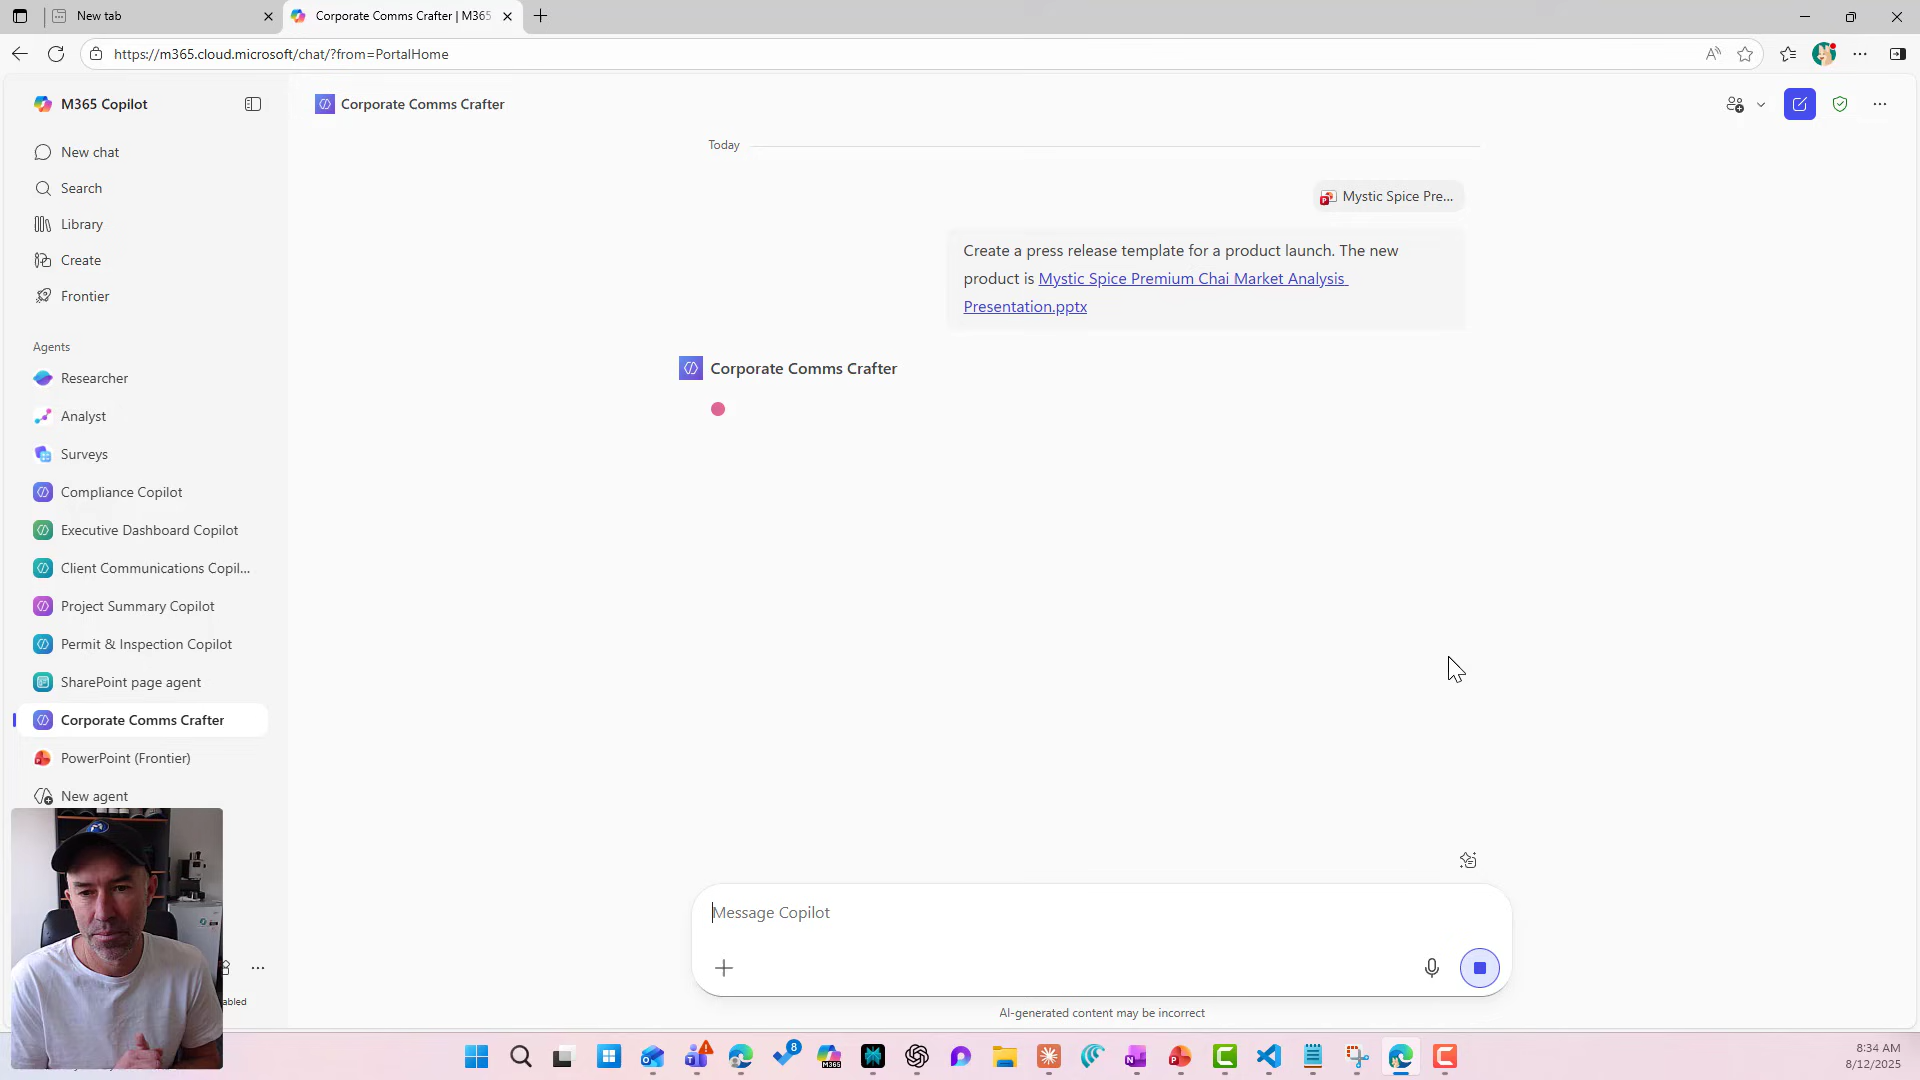 New tab
Corporate Comms Crafter | M365
https://m365.cloud.microsoft/chat/?from=PortalHome
M365 Copilot
New chat
Search
Library
Create
Frontier
Agents
Researcher
Analyst
Surveys
Compliance Copilot
Executive Dashboard Copilot
Client Communications Copil...
Project Summary Copilot
Permit & Inspection Copilot
SharePoint page agent
Corporate Comms Crafter
PowerPoint (Frontier)
New agent
abled
Corporate Comms Crafter
Today
Mystic Spice Pre...
Create a press release template for a product launch. The new
product is Mystic Spice Premium Chai Market Analysis
Presentation.pptx
Corporate Comms Crafter
Message Copilot
AI-generated content may be incorrect
8
M365
8:34 AM
8/12/2025